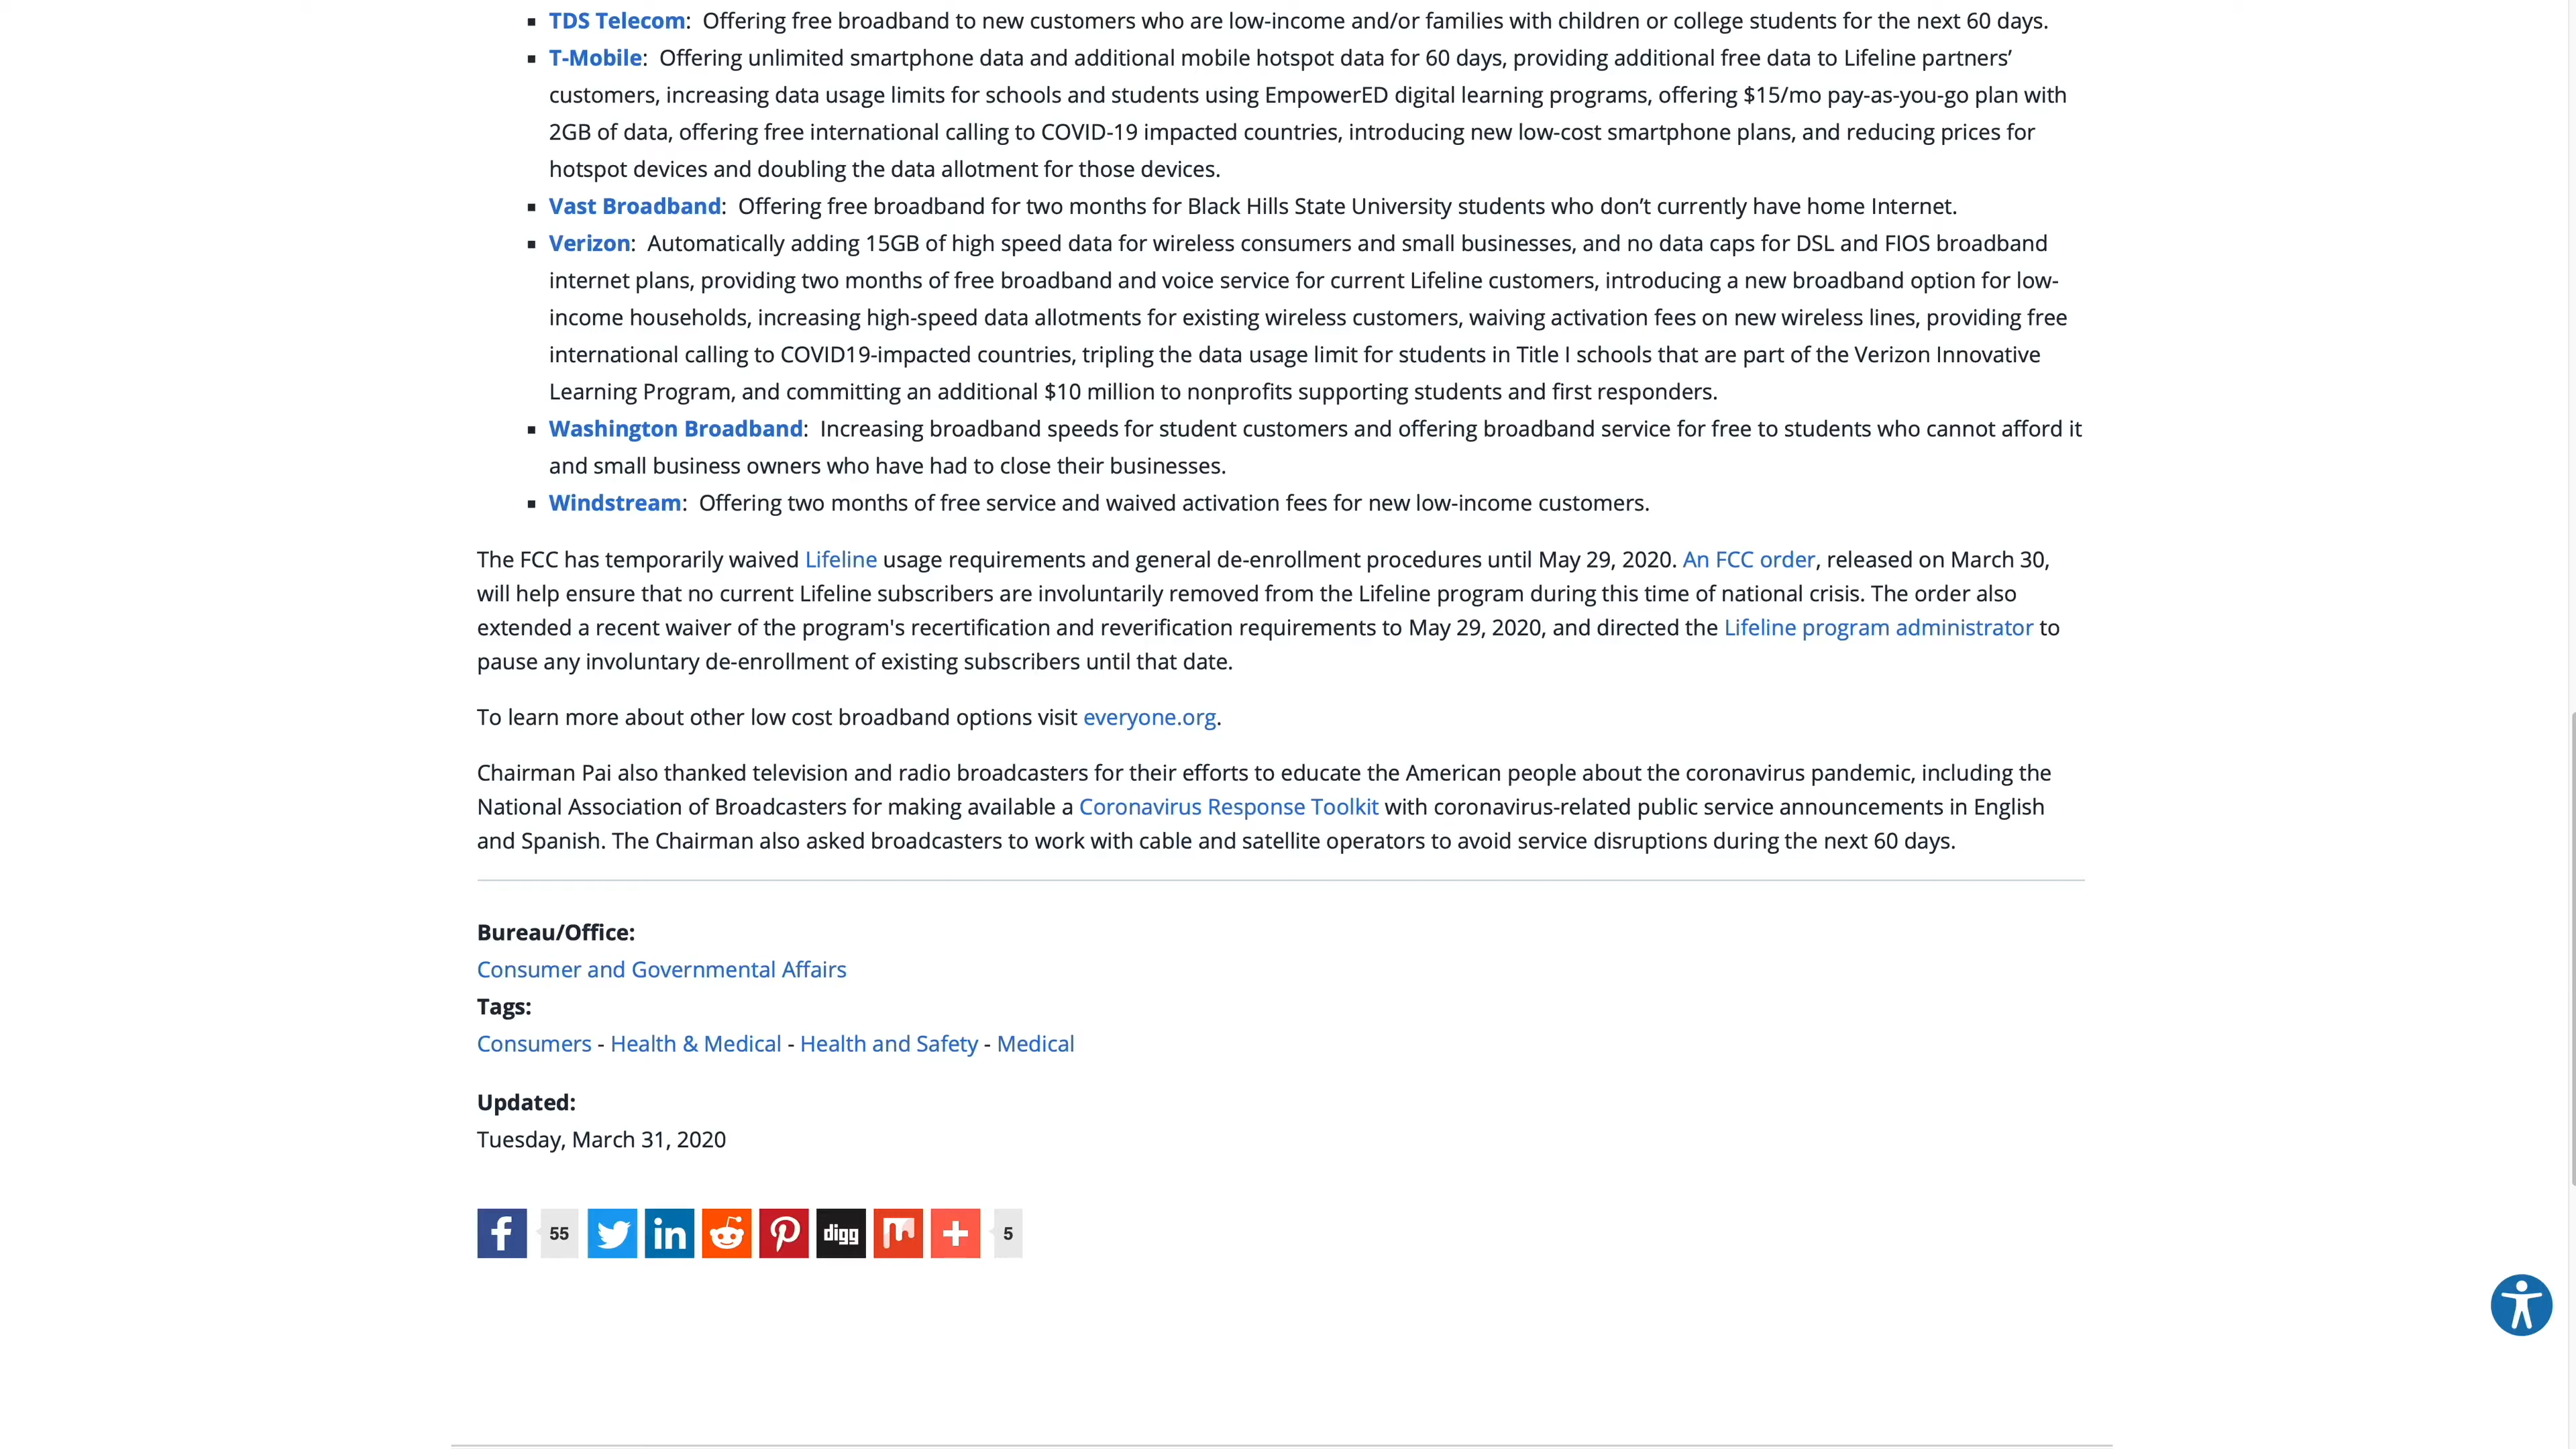 TDS Telecom: Offering free broadband to new customers who are low-income and/or families with children or college students for the next 60 days.
T-Mobile: Offering unlimited smartphone data and additional mobile hotspot data for 60 days, providing additional free data to Lifeline partners’
customers, increasing data usage limits for schools and students using EmpowerED digital learning programs, offering $15/mo pay-as-you-go plan with
2GB of data, offering free international calling to COVID-19 impacted countries, introducing new low-cost smartphone plans, and reducing prices for
hotspot devices and doubling the data allotment for those devices.
Vast Broadband: Offering free broadband for two months for Black Hills State University students who don’t currently have home Internet.
Verizon: Automatically adding 15GB of high speed data for wireless consumers and small businesses, and no data caps for DSL and FIOS broadband
internet plans, providing two months of free broadband and voice service for current Lifeline customers, introducing a new broadband option for low-
income households, increasing high-speed data allotments for existing wireless customers, waiving activation fees on new wireless lines, providing free
international calling to COVID19-impacted countries, tripling the data usage limit for students in Title I schools that are part of the Verizon Innovative
Learning Program, and committing an additional $10 million to nonprofits supporting students and first responders.
Washington Broadband: Increasing broadband speeds for student customers and offering broadband service for free to students who cannot afford it
and small business owners who have had to close their businesses.
Windstream: Offering two months of free service and waived activation fees for new low-income customers.
The FCC has temporarily waived Lifeline usage requirements and general de-enrollment procedures until May 29, 2020. An FCC order, released on March 30,
will help ensure that no current Lifeline subscribers are involuntarily removed from the Lifeline program during this time of national crisis. The order also
extended a recent waiver of the program's recertification and reverification requirements to May 29, 2020, and directed the Lifeline program administrator to
pause any involuntary de-enrollment of existing subscribers until that date.
To learn more about other low cost broadband options visit everyone.org.
Chairman Pai also thanked television and radio broadcasters for their efforts to educate the American people about the coronavirus pandemic, including the
National Association of Broadcasters for making available a Coronavirus Response Toolkit with coronavirus-related public service announcements in English
and Spanish. The Chairman also asked broadcasters to work with cable and satellite operators to avoid service disruptions during the next 60 days.
Bureau/Office:
Consumer and Governmental Affairs
Tags:
Consumers - Health & Medical - Health and Safety - Medical
Updated:
Tuesday, March 31, 2020
55 in digg 5